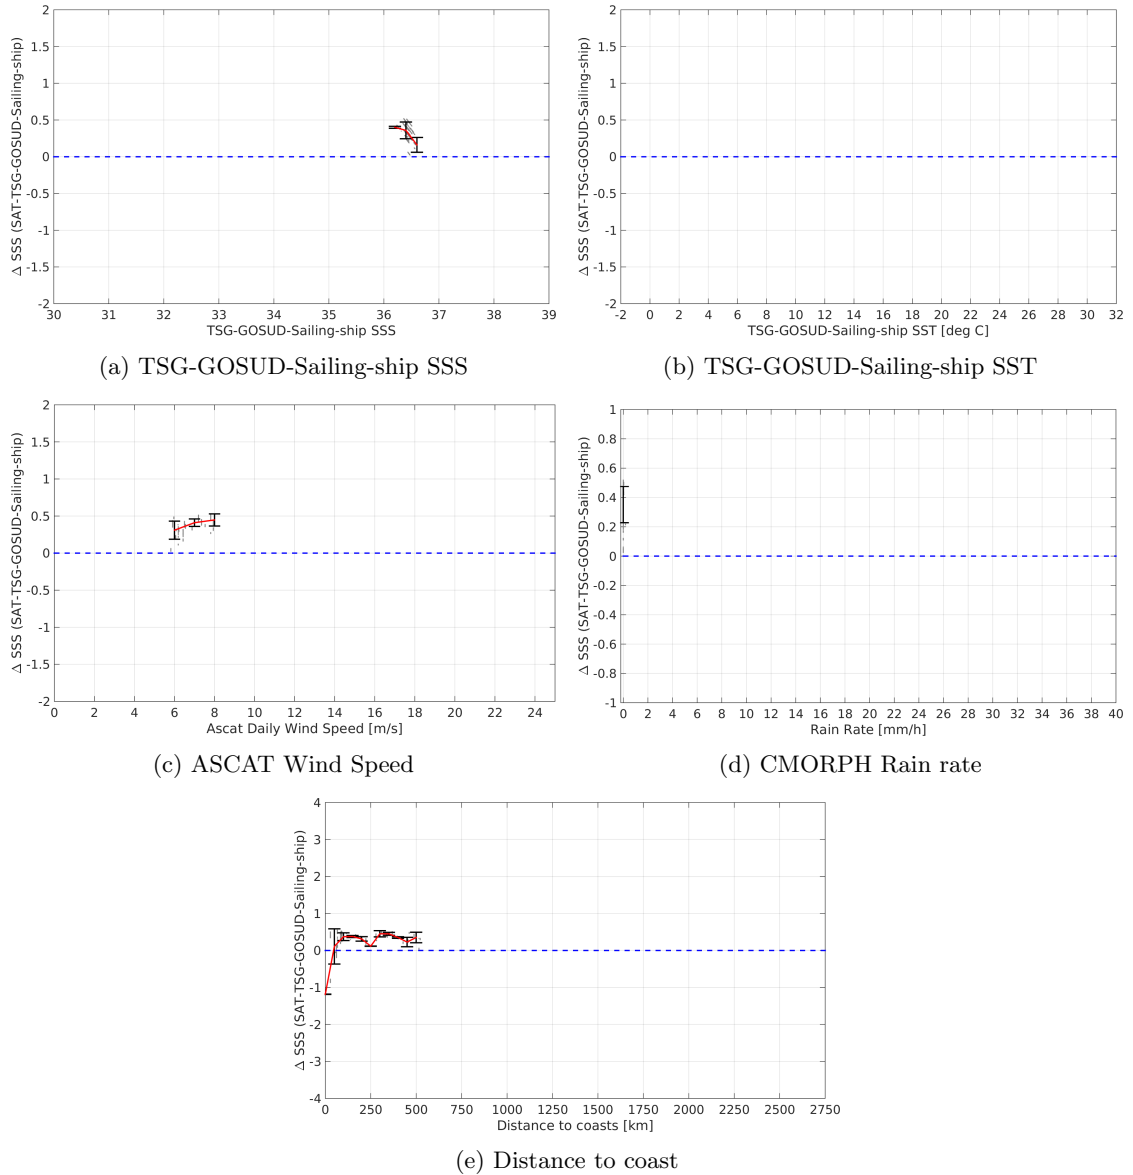 2
1.5
1
0.5
0
-0.5
-1
-1.5
-2
Δ SSS (SAT-TSG-GOSUD-Sailing-ship)
30 31 32 33 34 35 36 37 38 39
TSG-GOSUD-Sailing-ship SSS
(a) TSG-GOSUD-Sailing-ship SSS
2
1.5
1
0.5
0
-0.5
-1
-1.5
-2
Δ SSS (SAT-TSG-GOSUD-Sailing-ship)
-2 0 2 4 6 8 10 12 14 16 18 20 22 24 26 28 30 32
TSG-GOSUD-Sailing-ship SST [deg C]
(b) TSG-GOSUD-Sailing-ship SST
2
1.5
1
0.5
0
-0.5
-1
-1.5
-2
Δ SSS (SAT-TSG-GOSUD-Sailing-ship)
0 2 4 6 8 10 12 14 16 18 20 22 24
Ascat Daily Wind Speed [m/s]
(c) ASCAT Wind Speed
1
0.8
0.6
0.4
0.2
0
-0.2
-0.4
-0.6
-0.8
-1
Δ SSS (SAT-TSG-GOSUD-Sailing-ship)
0 2 4 6 8 10 12 14 16 18 20 22 24 26 28 30 32 34 36 38 40
Rain Rate [mm/h]
(d) CMORPH Rain rate
4
3
2
1
0
-1
-2
-3
-4
Δ SSS (SAT-TSG-GOSUD-Sailing-ship)
0 250 500 750 1000 1250 1500 1750 2000 2250 2500 2750
Distance to coasts [km]
(e) Distance to coast